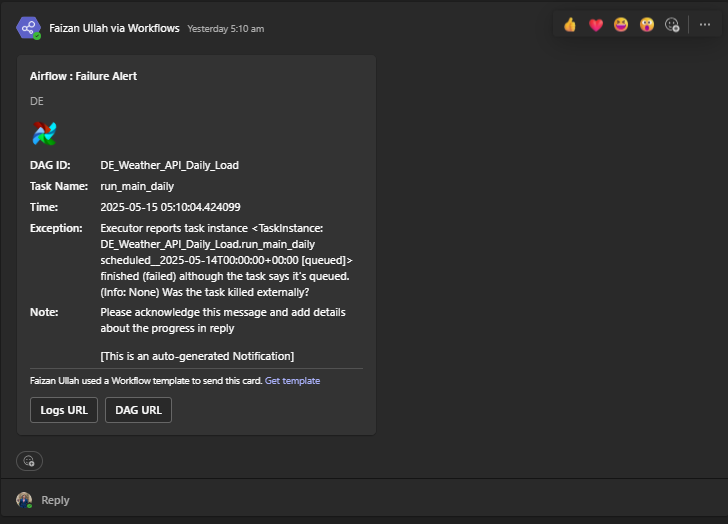 Faizan Ullah via Workflows Yesterday 5:10 am
Airflow : Failure Alert
DE
DAG ID: DE_Weather_API_Daily_Load
Task Name: run_main_daily
Time: 2025-05-15 05:10:04.424099
Exception: Executor reports task instance <TaskInstance:
DE_Weather_API_Daily_Load.run_main_daily
scheduled__2025-05-14T00:00:00+00:00 [queued]>
finished (failed) although the task says it's queued.
(Info: None) Was the task killed externally?
Note: Please acknowledge this message and add details
about the progress in reply
[This is an auto-generated Notification]
Faizan Ullah used a Workflow template to send this card. Get template
Logs URL DAG URL
Reply